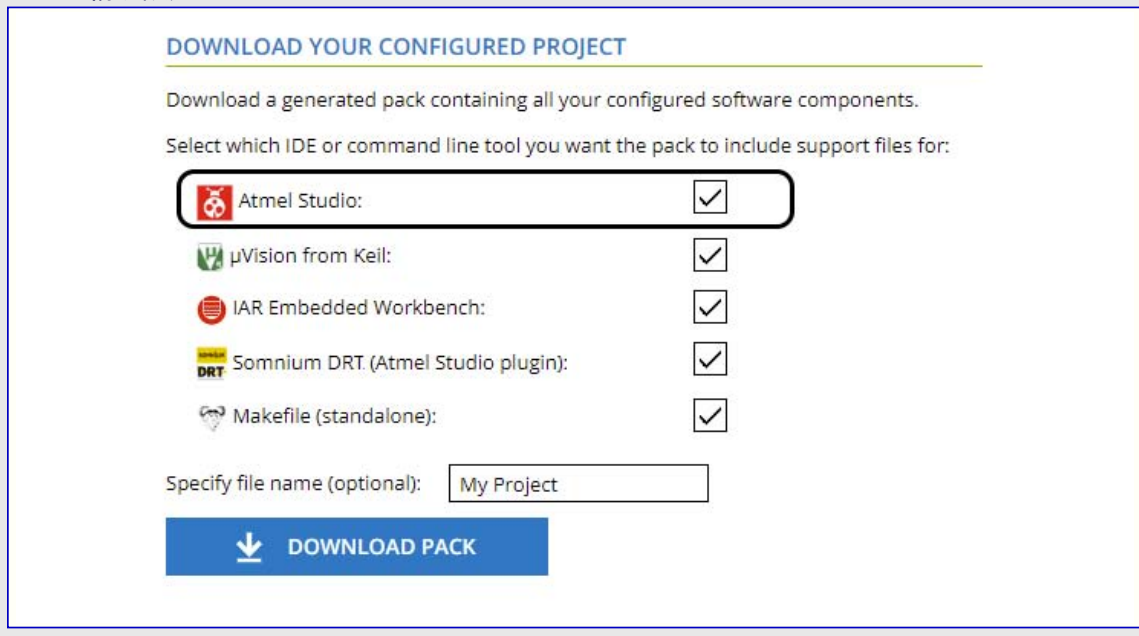 DOWNLOAD YOUR CONFIGURED PROJECT
Download a generated pack containing all your configured software components.
Select which IDE or command line tool you want the pack to include support files for:
Atmel Studio:
µVision from Keil:
IAR Embedded Workbench:
somnium
DRT Somnium DRT (Atmel Studio plugin):
Makefile (standalone):
Specify file name (optional): My Project
DOWNLOAD PACK